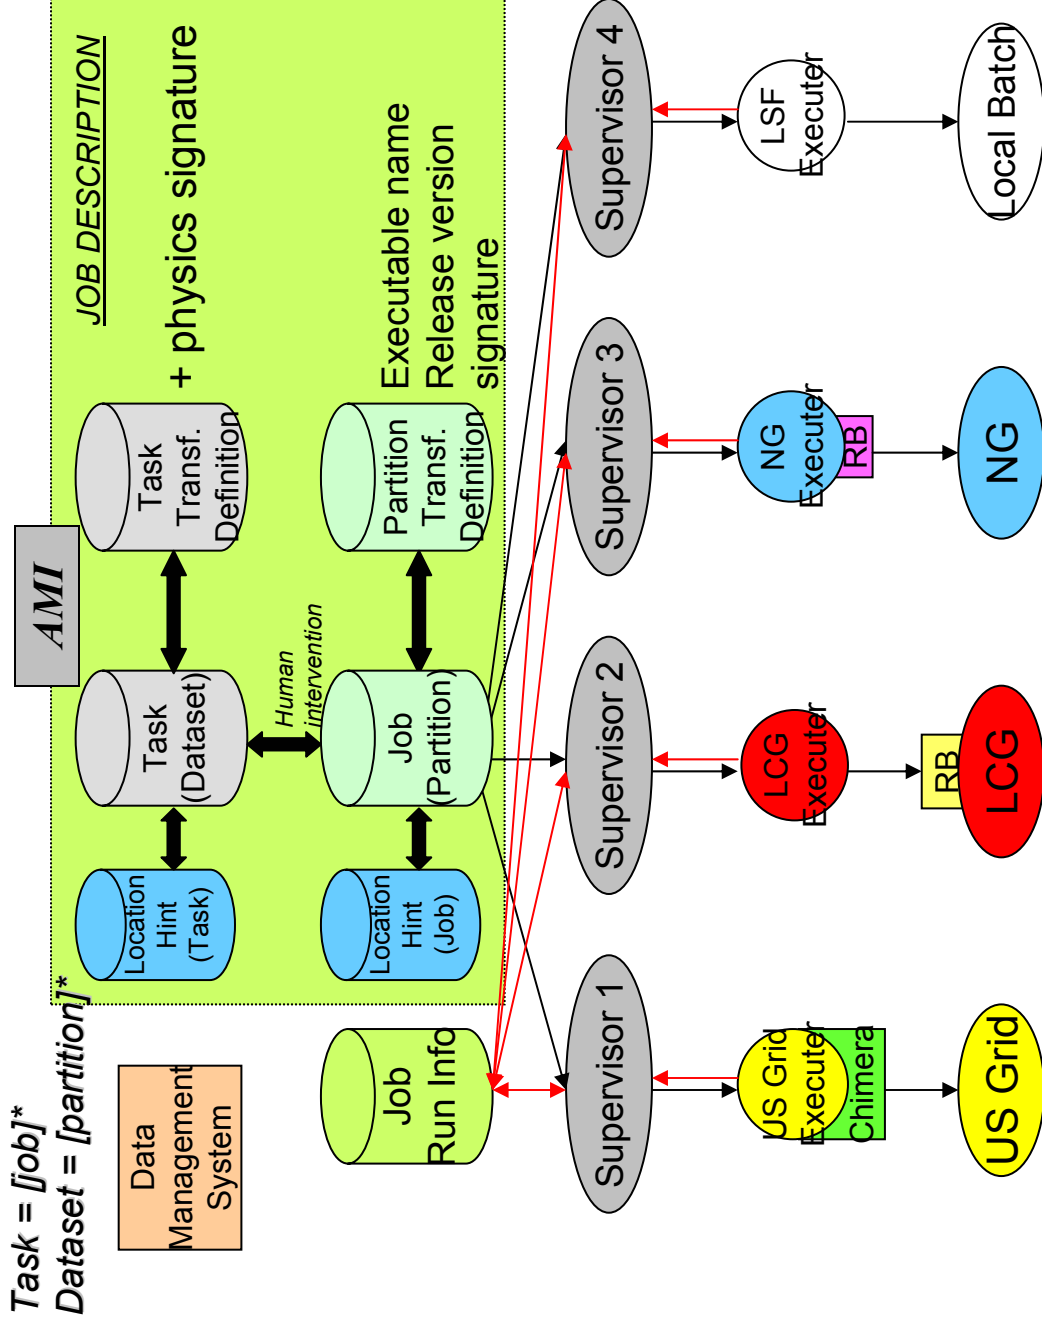 Task = [job]*
Dataset = [partition]*
JOB DESCRIPTION
AMI
Data
Management
System
Location
Hint
(Task)
Task
(Dataset)
Task
Transf.
Definition
+ physics signature
Human
intervention
Location
Hint
(Job)
Job
(Partition)
Partition
Transf.
Definition
Executable name
Release version
signature
Job
Run Info
Supervisor 1
Supervisor 2
Supervisor 3
Supervisor 4
US Grid
Executer
Chimera
LCG
Executer
NG
Executer
RB
LSF
Executer
RB
US Grid
LCG
NG
Local Batch